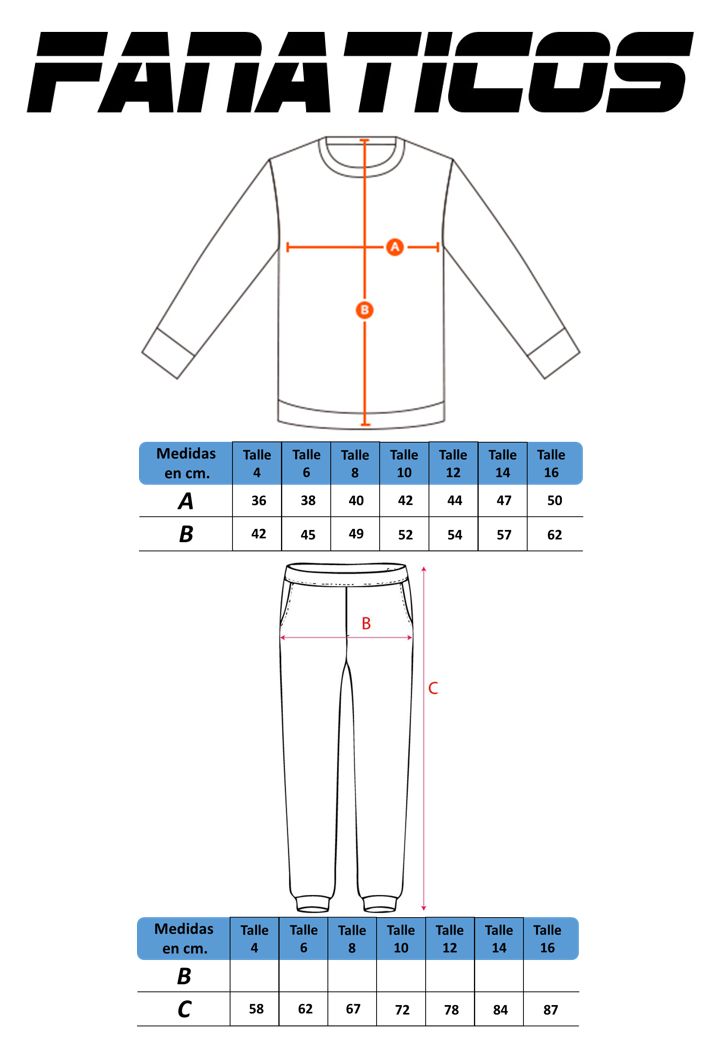 FANATICOS
A
B
Medidas en cm. Talle 4 Talle 6 Talle 8 Talle 10 Talle 12 Talle 14 Talle 16
A 36 38 40 42 44 47 50
B 42 45 49 52 54 57 62
B
C
Medidas en cm. Talle 4 Talle 6 Talle 8 Talle 10 Talle 12 Talle 14 Talle 16
B
C 58 62 67 72 78 84 87